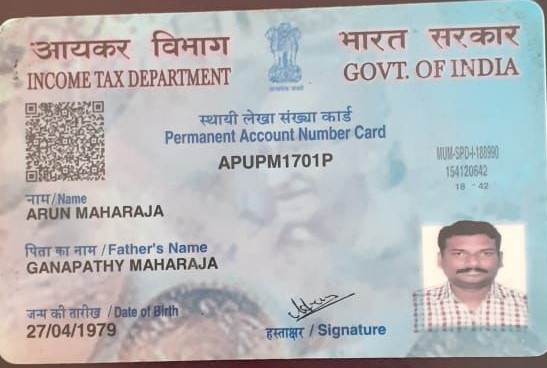 आयकर विभाग
INCOME TAX DEPARTMENT
भारत सरकार
GOVT. OF INDIA
स्थायी लेखा संख्या कार्ड
Permanent Account Number Card
APUPM1701P
MUM-SPD-I-188990
154120642
18 - 42
नाम/Name
ARUN MAHARAJA
पिता का नाम/Father's Name
GANAPATHY MAHARAJA
जन्म की तारीख/Date of Birth
27/04/1979
हस्ताक्षर/Signature